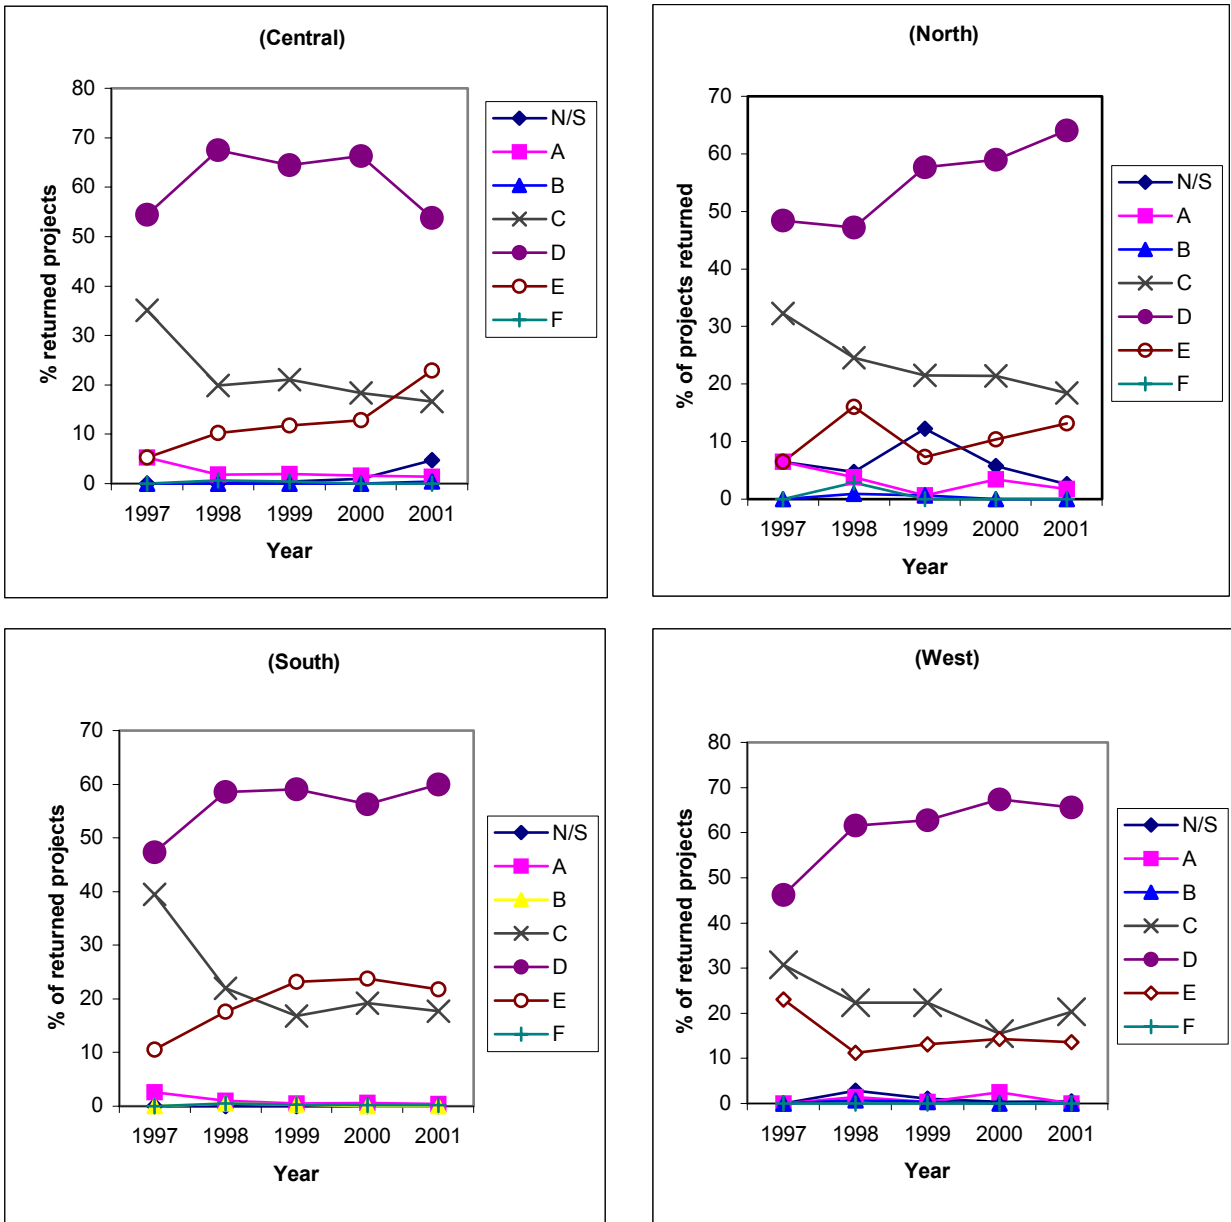 (Central)
% returned projects
80
70
60
50
40
30
20
10
0
1997 1998 1999 2000 2001
Year
N/S
A
B
C
D
E
F
(North)
% of projects returned
70
60
50
40
30
20
10
0
1997 1998 1999 2000 2001
Year
N/S
A
B
C
D
E
F
(South)
% of returned projects
70
60
50
40
30
20
10
0
1997 1998 1999 2000 2001
Year
N/S
A
B
C
D
E
F
(West)
% of returned projects
80
70
60
50
40
30
20
10
0
1997 1998 1999 2000 2001
Year
N/S
A
B
C
D
E
F